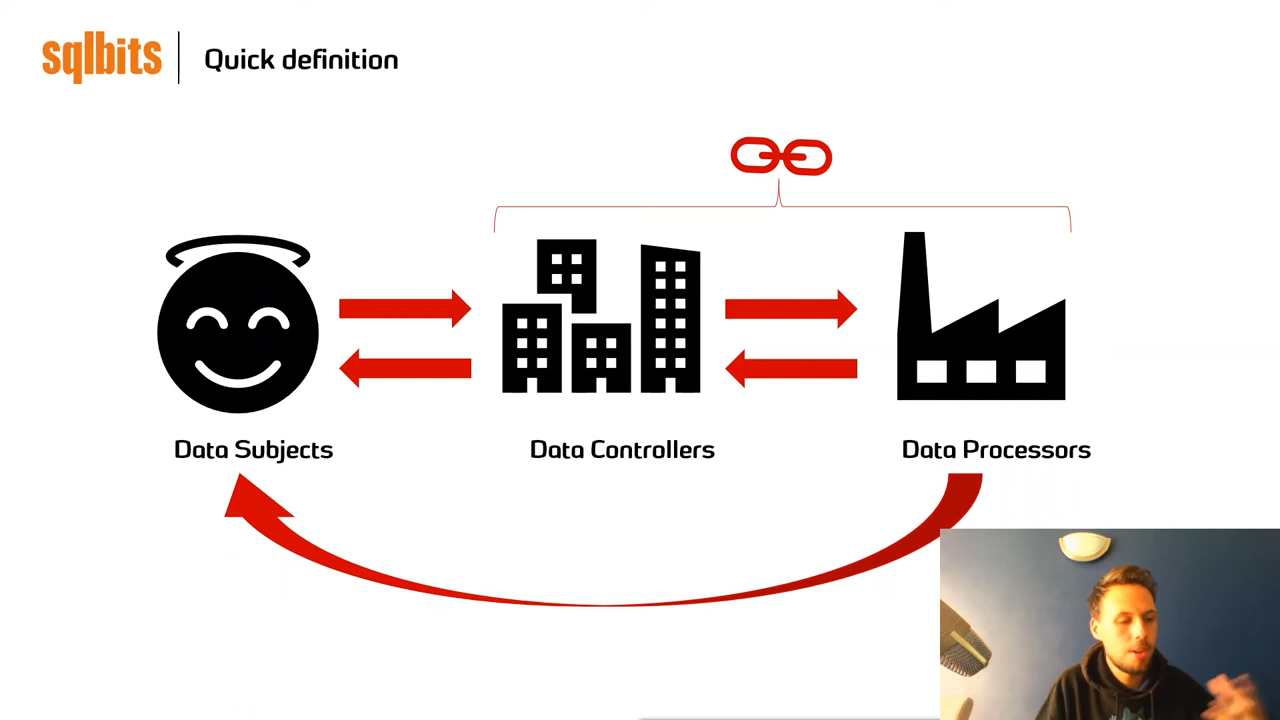 sqlbits
Quick definition
Data Subjects
Data Controllers
Data Processors